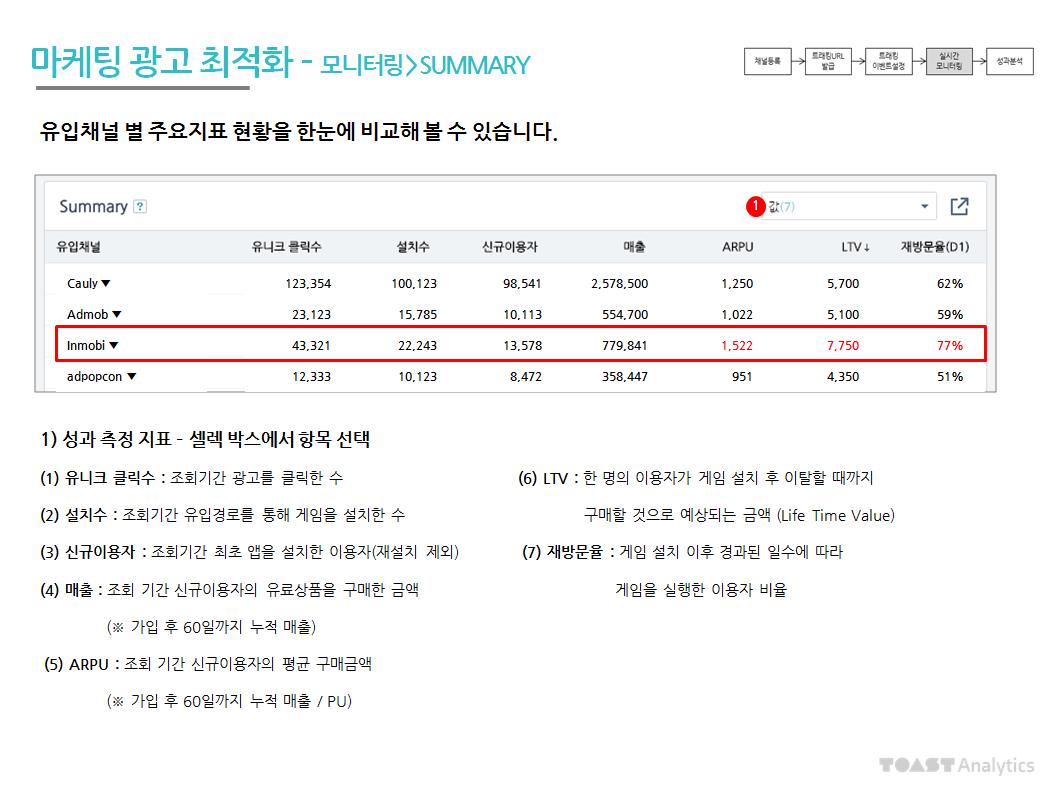 마케팅 광고 최적화 - 모니터링>SUMMARY
채널등록
트래킹URL
발급
트래킹
이벤트설정
실시간
모니터링
성과분석
유입채널 별 주요지표 현황을 한눈에 비교해 볼 수 있습니다.
Summary ?
1 값(7)
유입채널 유니크 클릭수 설치수 신규이용자 매출 ARPU LTV↓ 재방문율(D1)
Cauly ▼ 123,354 100,123 98,541 2,578,500 1,250 5,700 62%
Admob ▼ 23,123 15,785 10,113 554,700 1,022 5,100 59%
Inmobi ▼ 43,321 22,243 13,578 779,841 1,522 7,750 77%
adpopcon ▼ 12,333 10,123 8,472 358,447 951 4,350 51%
1) 성과 측정 지표 - 셀렉 박스에서 항목 선택
(1) 유니크 클릭수 : 조회기간 광고를 클릭한 수
(2) 설치수 : 조회기간 유입경로를 통해 게임을 설치한 수
(3) 신규이용자 : 조회기간 최초 앱을 설치한 이용자(재설치 제외)
(4) 매출 : 조회 기간 신규이용자의 유료상품을 구매한 금액
(※ 가입 후 60일까지 누적 매출)
(5) ARPU : 조회 기간 신규이용자의 평균 구매금액
(※ 가입 후 60일까지 누적 매출 / PU)
(6) LTV : 한 명의 이용자가 게임 설치 후 이탈할 때까지
구매할 것으로 예상되는 금액 (Life Time Value)
(7) 재방문율 : 게임 설치 이후 경과된 일수에 따라
게임을 실행한 이용자 비율
TOAST Analytics